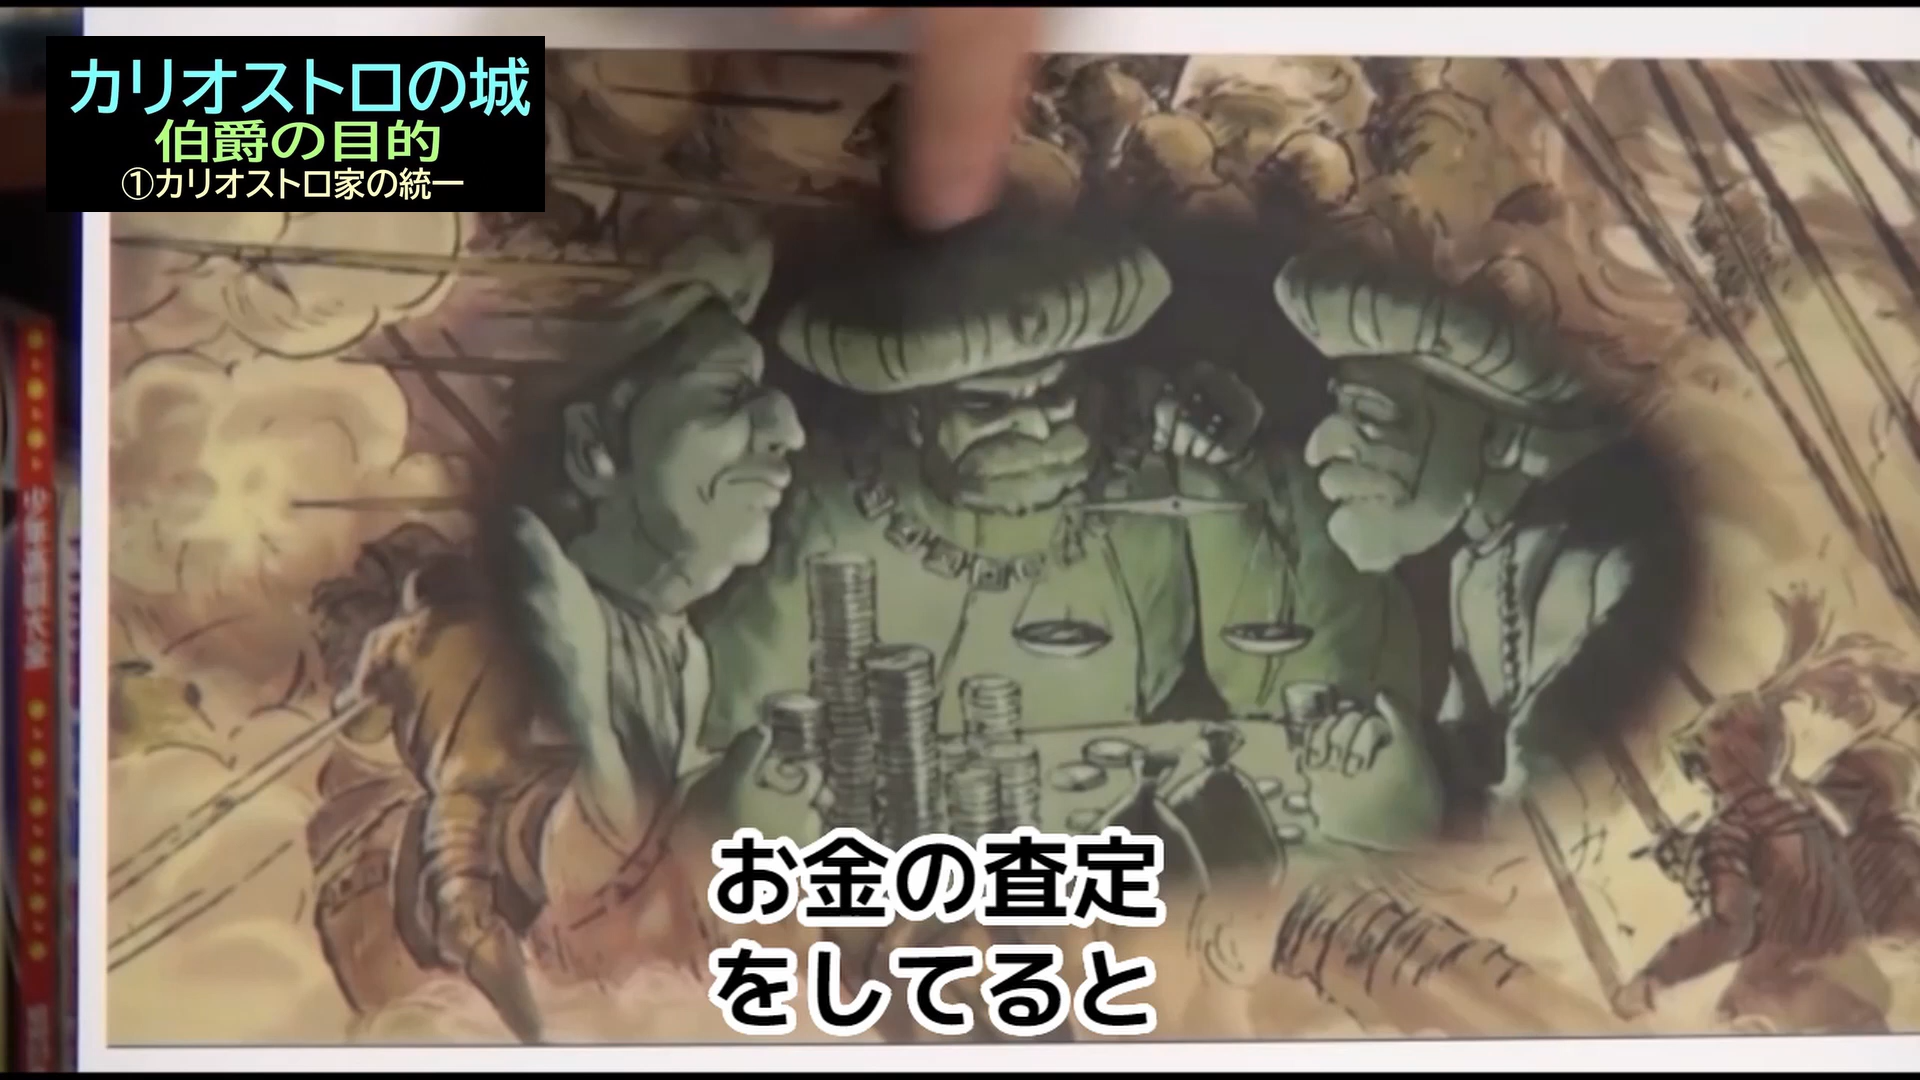 カリオストロの城
伯爵の目的
①カリオストロ家の統一
お金の査定
をしてると